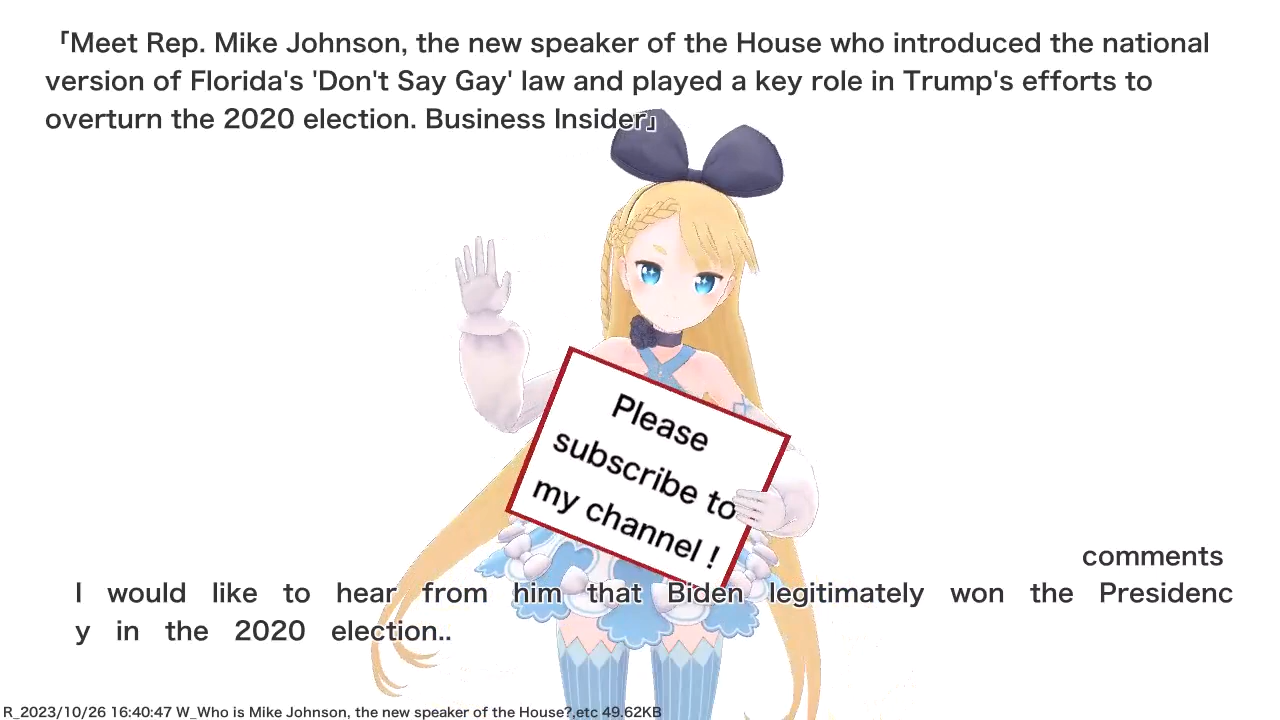 「Meet Rep. Mike Johnson, the new speaker of the House who introduced the national
version of Florida's 'Don't Say Gay' law and played a key role in Trump's efforts to
overturn the 2020 election. Business Insider」
Please
subscribe to
my channel !
comments
I would like to hear from him that Biden legitimately won the Presidenc
y in the 2020 election..
R_2023/10/26 16:40:47 W_Who is Mike Johnson, the new speaker of the House?,etc 49.62KB